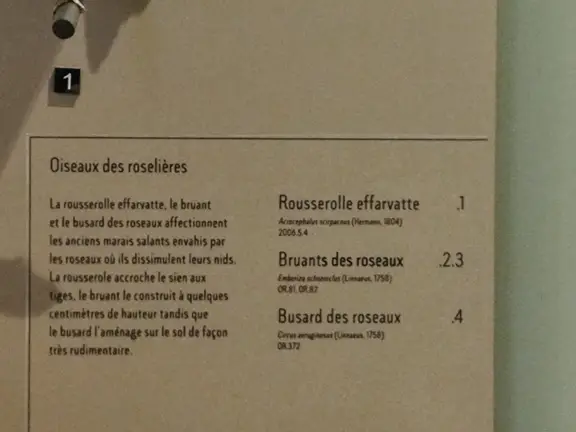 1
Oiseaux des roselières
La rousserolle effarvatte, le bruant
et le busard des roseaux affectionnent
les anciens marais salants envahis par
les roseaux où ils dissimulent leurs nids.
La rousserole accroche le sien aux
tiges, le bruant le construit à quelques
centimètres de hauteur tandis que
le busard l'aménage sur le sol de façon
très rudimentaire.
Rousserolle effarvatte .1
Acrocephalus scirpaceus (Hermann, 1804)
2006.5.4
Bruants des roseaux .2.3
Emberiza schoeniclus (Linnaeus, 1758)
OR.81, OR.82
Busard des roseaux .4
Circus aeruginosus (Linnaeus, 1758)
OR.372